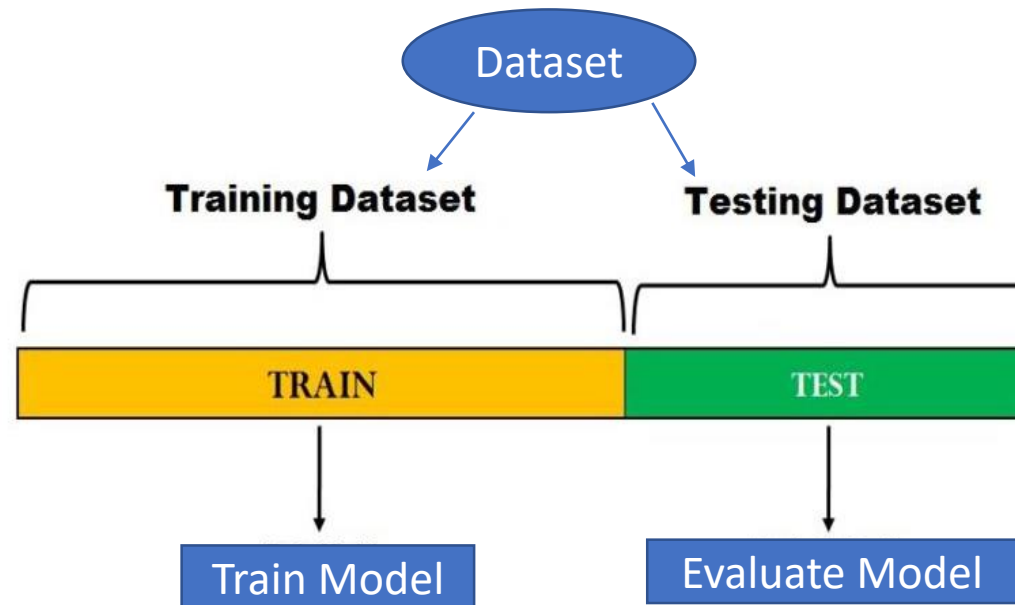 Dataset
Training Dataset
Testing Dataset
TRAIN
TEST
Train Model
Evaluate Model